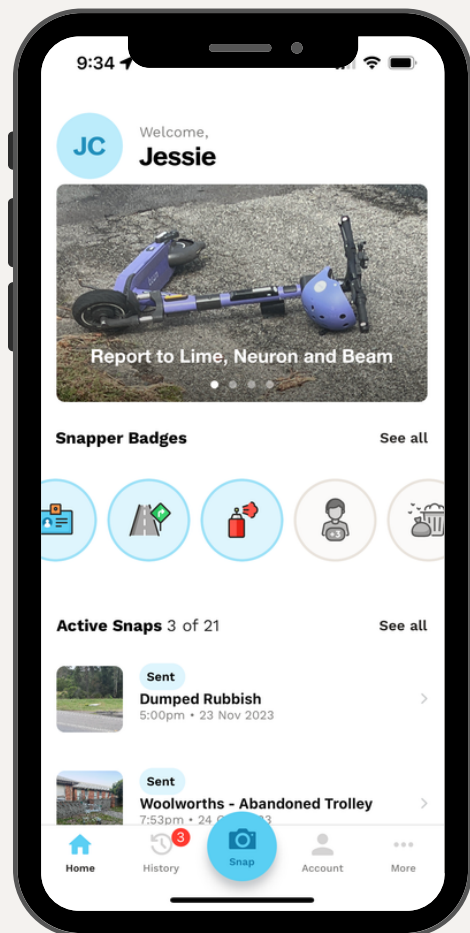 9:34
JC
Welcome,
Jessie
Report to Lime, Neuron and Beam
Snapper Badges
See all
+3
Active Snaps 3 of 21
See all
Sent
Dumped Rubbish
5:00pm • 23 Nov 2023
Sent
Woolworths - Abandoned Trolley
7:53pm • 24
3
Home
History
Snap
Account
More